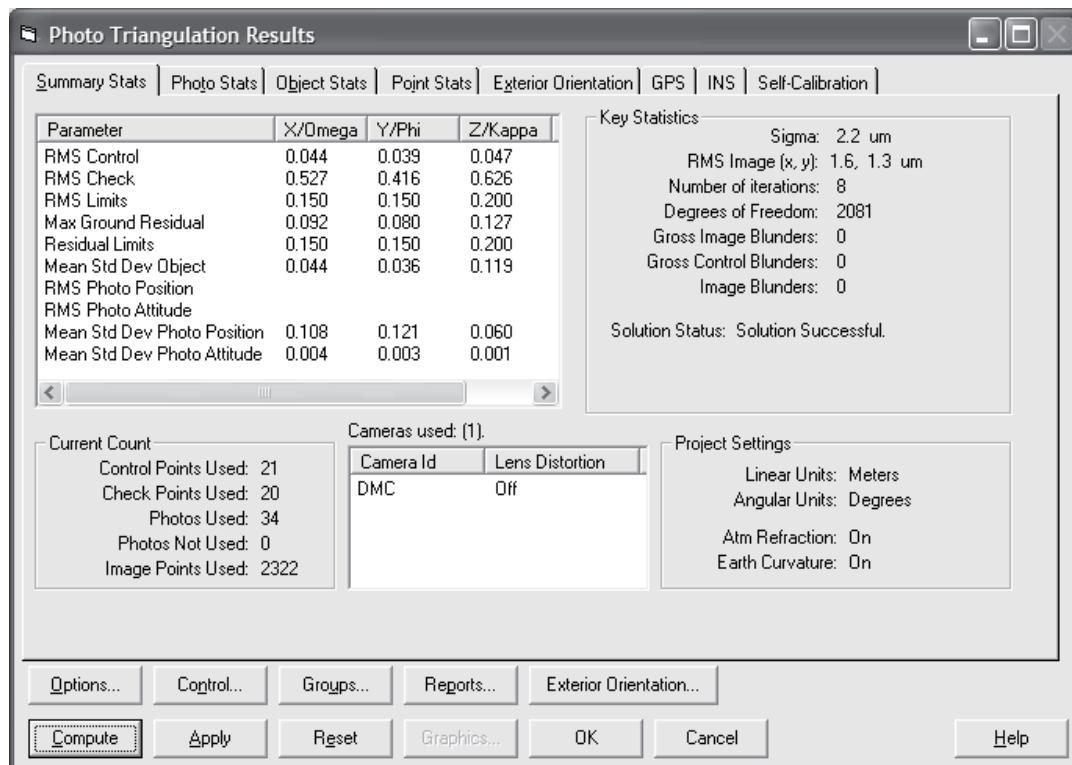 Photo Triangulation Results
Summary Stats Photo Stats Object Stats Point Stats Exterior Orientation GPS INS Self-Calibration
Parameter X/Omega Y/Phi Z/Kappa
RMS Control 0.044 0.039 0.047
RMS Check 0.527 0.416 0.626
RMS Limits 0.150 0.150 0.200
Max Ground Residual 0.092 0.080 0.127
Residual Limits 0.150 0.150 0.200
Mean Std Dev Object 0.044 0.036 0.119
RMS Photo Position
RMS Photo Attitude
Mean Std Dev Photo Position 0.108 0.121 0.060
Mean Std Dev Photo Attitude 0.004 0.003 0.001
Key Statistics
Sigma: 2.2 um
RMS Image (x, y): 1.6, 1.3 um
Number of iterations: 8
Degrees of Freedom: 2081
Gross Image Blunders: 0
Gross Control Blunders: 0
Image Blunders: 0
Solution Status: Solution Successful.
Current Count
Control Points Used: 21
Check Points Used: 20
Photos Used: 34
Photos Not Used: 0
Image Points Used: 2322
Cameras used: (1).
Camera Id Lens Distortion
DMC Off
Project Settings
Linear Units: Meters
Angular Units: Degrees
Atm Refraction: On
Earth Curvature: On
Options... Control... Groups... Reports... Exterior Orientation...
Compute Apply Reset Graphics... OK Cancel Help